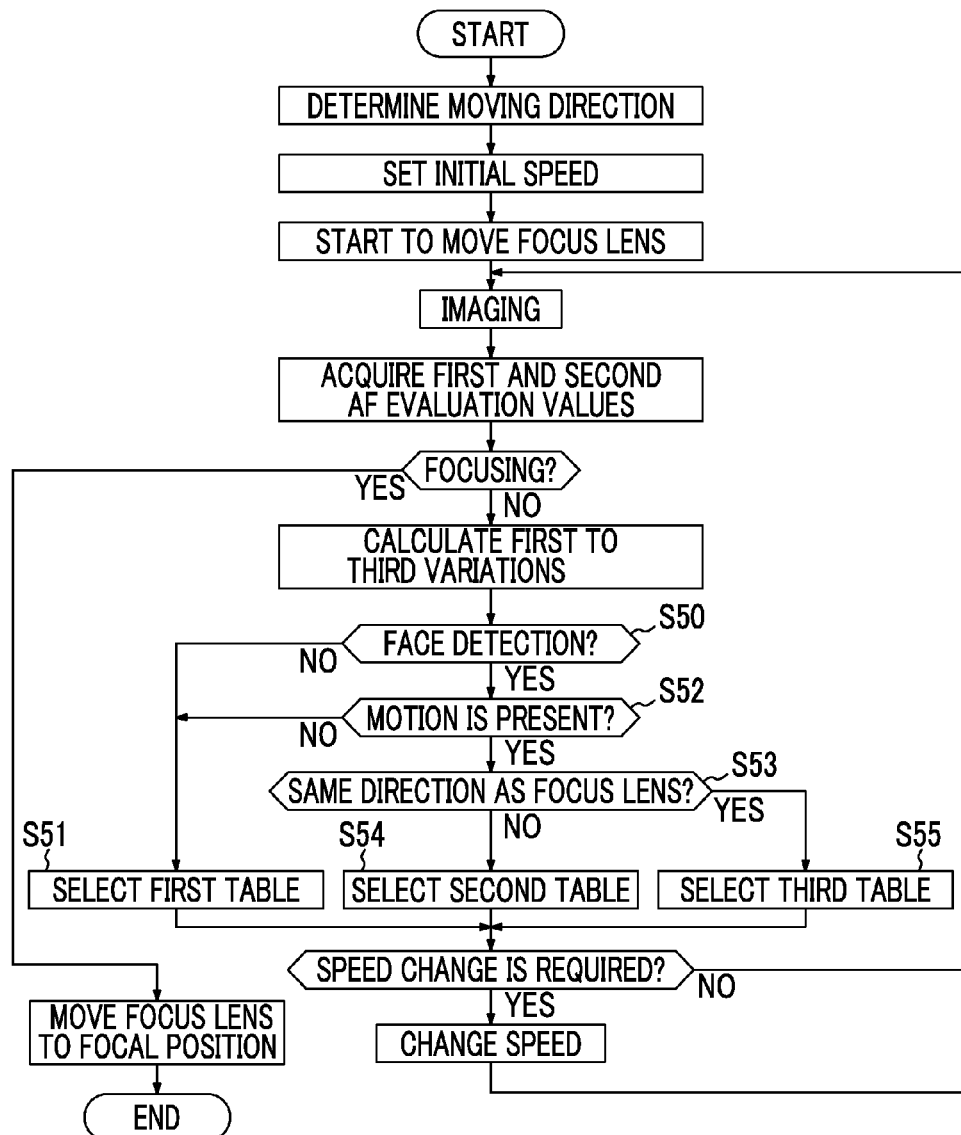 START
DETERMINE MOVING DIRECTION
SET INITIAL SPEED
START TO MOVE FOCUS LENS
IMAGING
ACQUIRE FIRST AND SECOND
AF EVALUATION VALUES
FOCUSING?
YES
NO
CALCULATE FIRST TO
THIRD VARIATIONS
S50
FACE DETECTION?
NO
YES
S52
MOTION IS PRESENT?
NO
YES
S53
SAME DIRECTION AS FOCUS LENS?
YES
NO
S51
S54
S55
SELECT FIRST TABLE
SELECT SECOND TABLE
SELECT THIRD TABLE
SPEED CHANGE IS REQUIRED?
NO
YES
MOVE FOCUS LENS
TO FOCAL POSITION
CHANGE SPEED
END